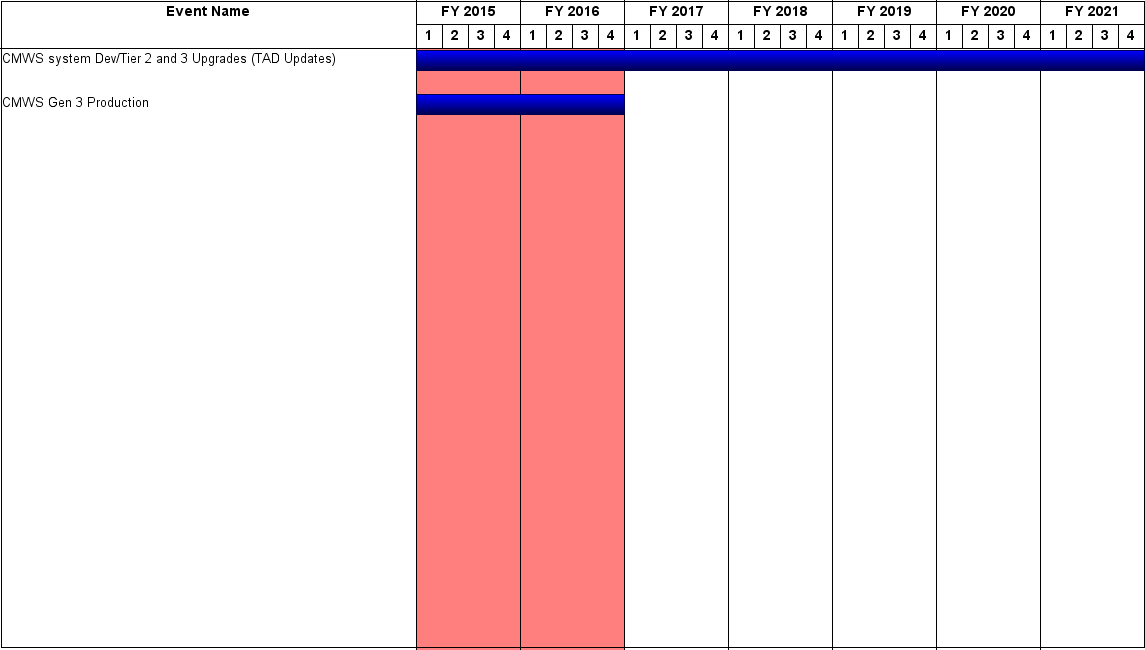 Event Name FY 2015 FY 2016 FY 2017 FY 2018 FY 2019 FY 2020 FY 2021
1 2 3 4 1 2 3 4 1 2 3 4 1 2 3 4 1 2 3 4 1 2 3 4 1 2 3 4
CMWS system Dev/Tier 2 and 3 Upgrades (TAD Updates)
CMWS Gen 3 Production